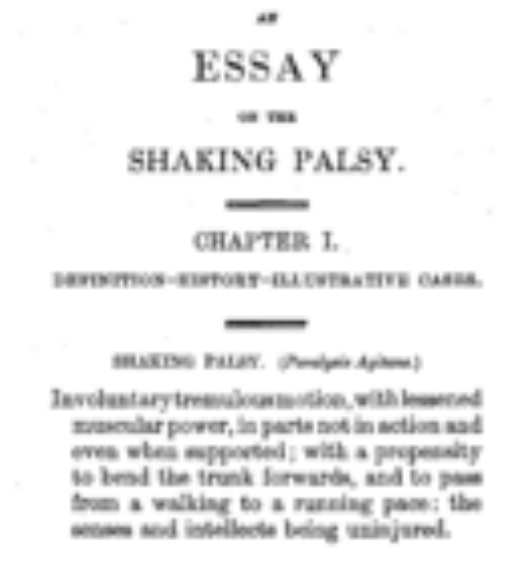 AN
ESSAY
ON THE
SHAKING PALSY.
CHAPTER I.
DEFINITION—HISTORY—ILLUSTRATIVE CASES.
SHAKING PALSY. (Paralysis Agitans.)
Involuntary tremulous motion, with lessened
muscular power, in parts not in action and
even when supported; with a propensity
to bend the trunk forwards, and to pass
from a walking to a running pace: the
senses and intellects being uninjured.